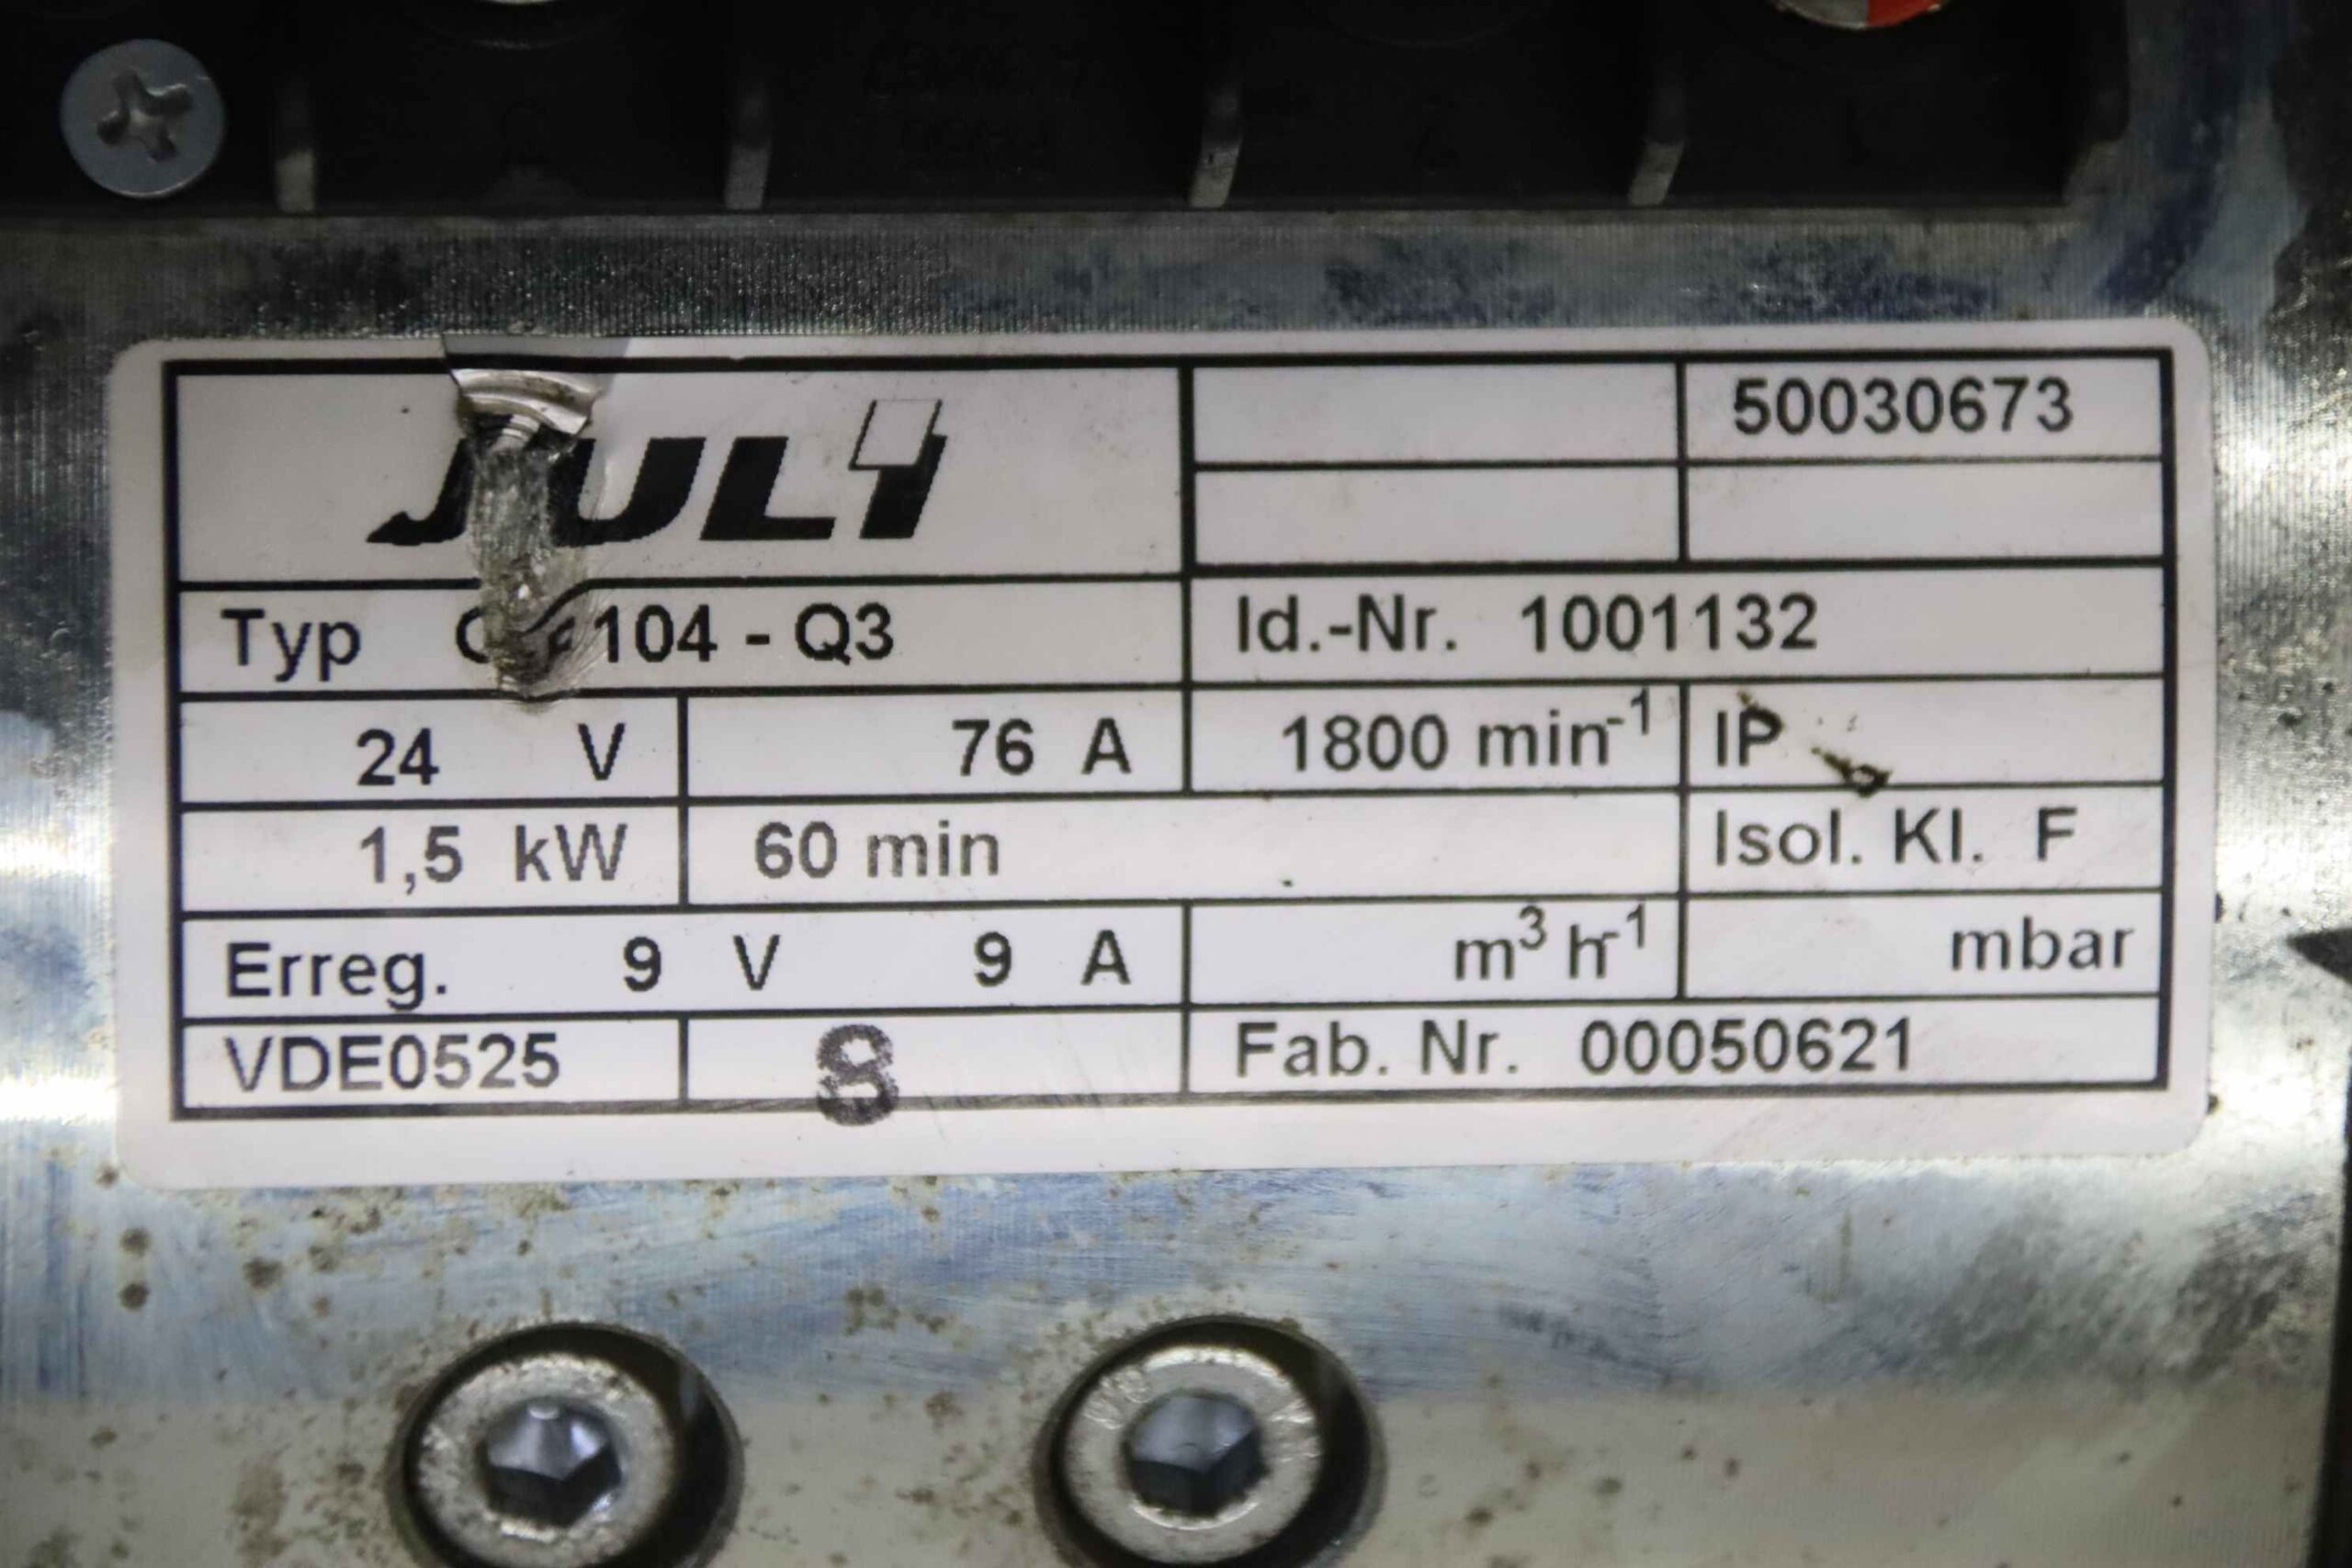 JULI
50030673
Typ 104 - Q3
Id.-Nr. 1001132
24 V 76 A 1800 min⁻¹ IP
1,5 kW 60 min Isol. Kl. F
Erreg. 9 V 9 A m³ h⁻¹ mbar
VDE0525 8 Fab. Nr. 00050621